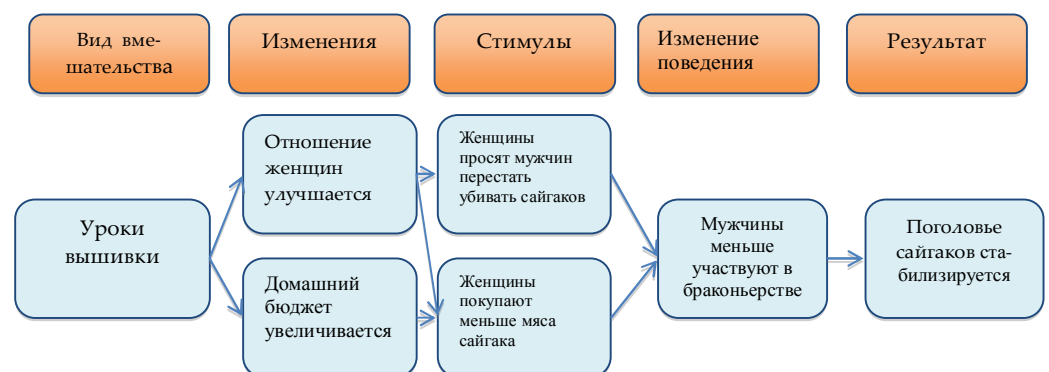 Вид вме-
шательства
Изменения
Стимулы
Изменение
поведения
Результат
Отношение
женщин
улучшается
Женщины
просят мужчин
перестать
убивать сайгаков
Уроки
вышивки
Мужчины
меньше
участвуют в
браконьерстве
Поголовье
сайгаков ста-
билизируется
Домашний
бюджет
увеличивается
Женщины
покупают
меньше мяса
сайгака